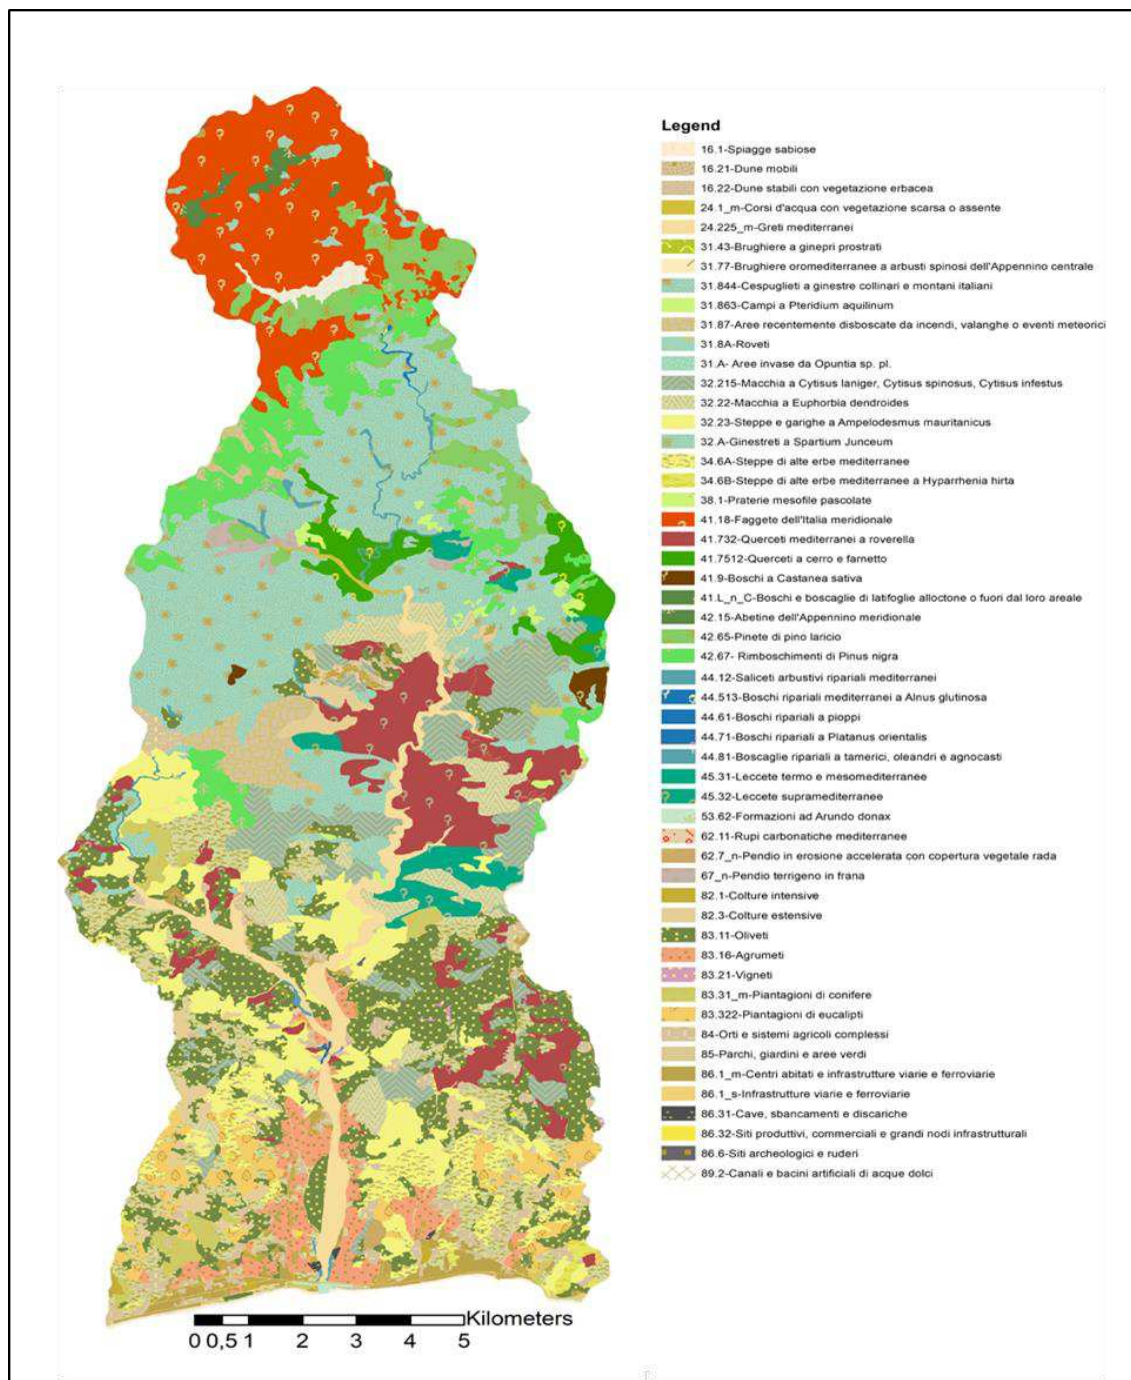 Legend
16.1-Spiagge sabiose
16.21-Dune mobili
16.22-Dune stabili con vegetazione erbacea
24.1_m-Corsi d'acqua con vegetazione scarsa o assente
24.225_m-Greti mediterranei
31.43-Brughiere a ginepri prostrati
31.77-Brughiere oromediterranee a arbusti spinosi dell'Appennino centrale
31.844-Cespuglieti a ginestre collinari e montani italiani
31.863-Campi a Pteridium aquilinum
31.87-Aree recentemente disboscate da incendi, valanghe o eventi meteorici
31.8A-Roveti
31.A- Aree invase da Opuntia sp. pl.
32.215-Macchia a Cytisus laniger, Cytisus spinosus, Cytisus infestus
32.22-Macchia a Euphorbia dendroides
32.23-Steppe e garighe a Ampelodesmus mauritanicus
32.A-Ginestreti a Spartium Junceum
34.6A-Steppe di alte erbe mediterranee
34.6B-Steppe di alte erbe mediterranee a Hyparrhenia hirta
38.1-Praterie mesofile pascolate
41.18-Faggete dell'Italia meridionale
41.732-Querceti mediterranei a roverella
41.7512-Querceti a cerro e farnetto
41.9-Boschi a Castanea sativa
41.L_n_C-Boschi e boscaglie di latifoglie alloctone o fuori dal loro areale
42.15-Abetine dell'Appennino meridionale
42.65-Pinete di pino laricio
42.67- Rimboschimenti di Pinus nigra
44.12-Saliceti arbustivi ripariali mediterranei
44.513-Boschi ripariali mediterranei a Alnus glutinosa
44.61-Boschi ripariali a pioppi
44.71-Boschi ripariali a Platanus orientalis
44.81-Boscaglie ripariali a tamerici, oleandri e agnocasti
45.31-Leccete termo e mesomediterranee
45.32-Leccete supramediterranee
53.62-Formazioni ad Arundo donax
62.11-Rupi carbonatiche mediterranee
62.7_n-Pendio in erosione accelerata con copertura vegetale rada
67_n-Pendio terrigeno in frana
82.1-Colture intensive
82.3-Colture estensive
83.11-Oliveti
83.16-Agrumeti
83.21-Vigneti
83.31_m-Piantagioni di conifere
83.322-Piantagioni di eucalipti
84-Orti e sistemi agricoli complessi
85-Parchi, giardini e aree verdi
86.1_m-Centri abitati e infrastrutture viarie e ferroviarie
86.1_s-Infrastrutture viarie e ferroviarie
86.31-Cave, sbancamenti e discariche
86.32-Siti produttivi, commerciali e grandi nodi infrastrutturali
86.6-Siti archeologici e ruderi
89.2-Canali e bacini artificiali di acque dolci
Kilometers
0 0,5 1 2 3 4 5